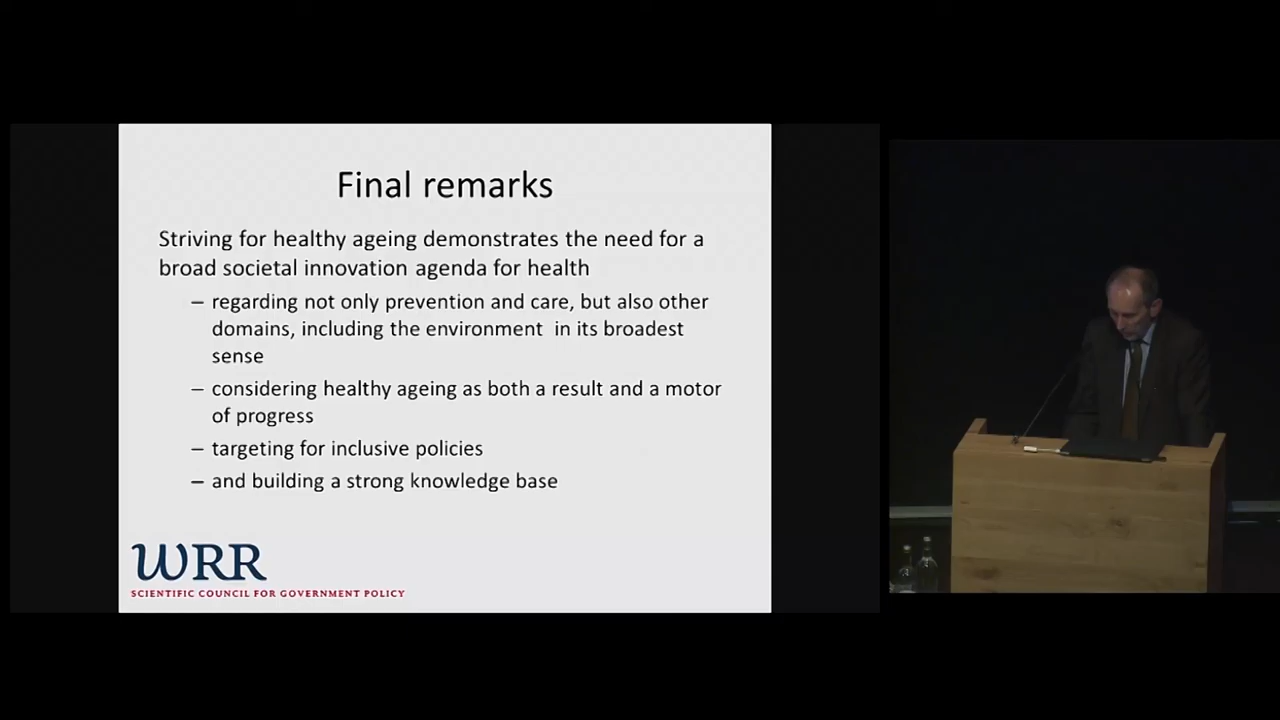 Final remarks
Striving for healthy ageing demonstrates the need for a
broad societal innovation agenda for health
– regarding not only prevention and care, but also other
domains, including the environment in its broadest
sense
– considering healthy ageing as both a result and a motor
of progress
– targeting for inclusive policies
– and building a strong knowledge base
WRR
SCIENTIFIC COUNCIL FOR GOVERNMENT POLICY